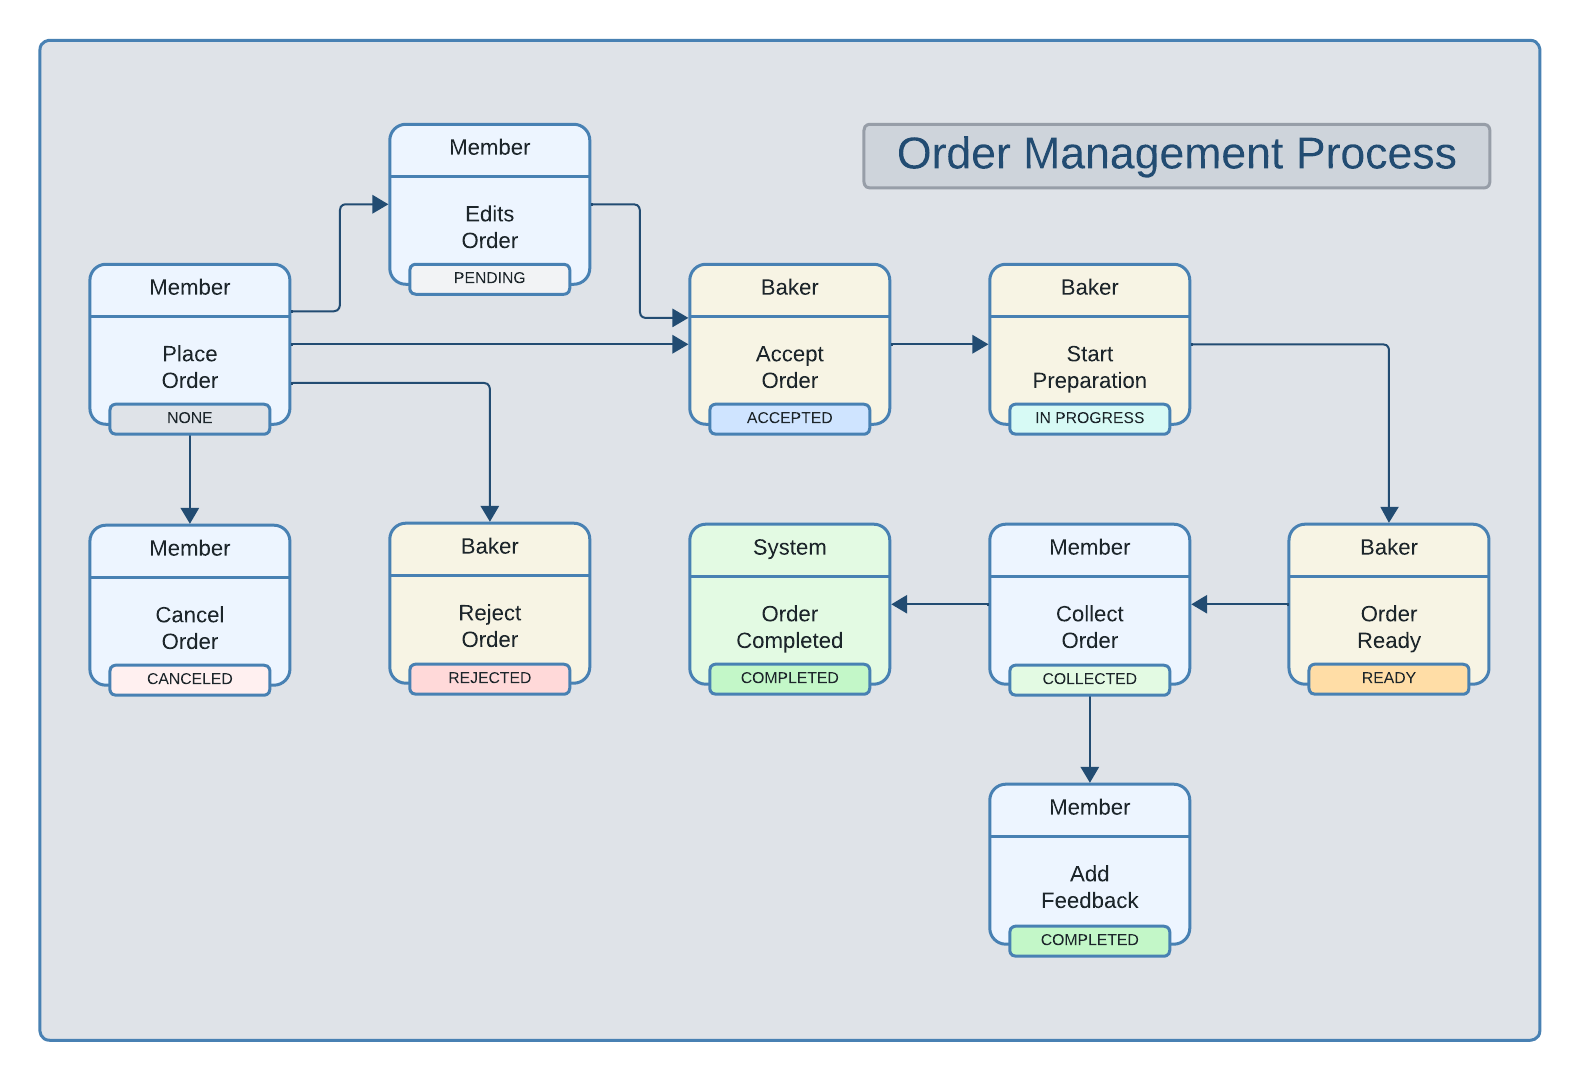 Order Management Process
Member
Edits
Order
PENDING
Member
Place
Order
NONE
Baker
Accept
Order
ACCEPTED
Baker
Start
Preparation
IN PROGRESS
Member
Cancel
Order
CANCELED
Baker
Reject
Order
REJECTED
System
Order
Completed
COMPLETED
Member
Collect
Order
COLLECTED
Baker
Order
Ready
READY
Member
Add
Feedback
COMPLETED